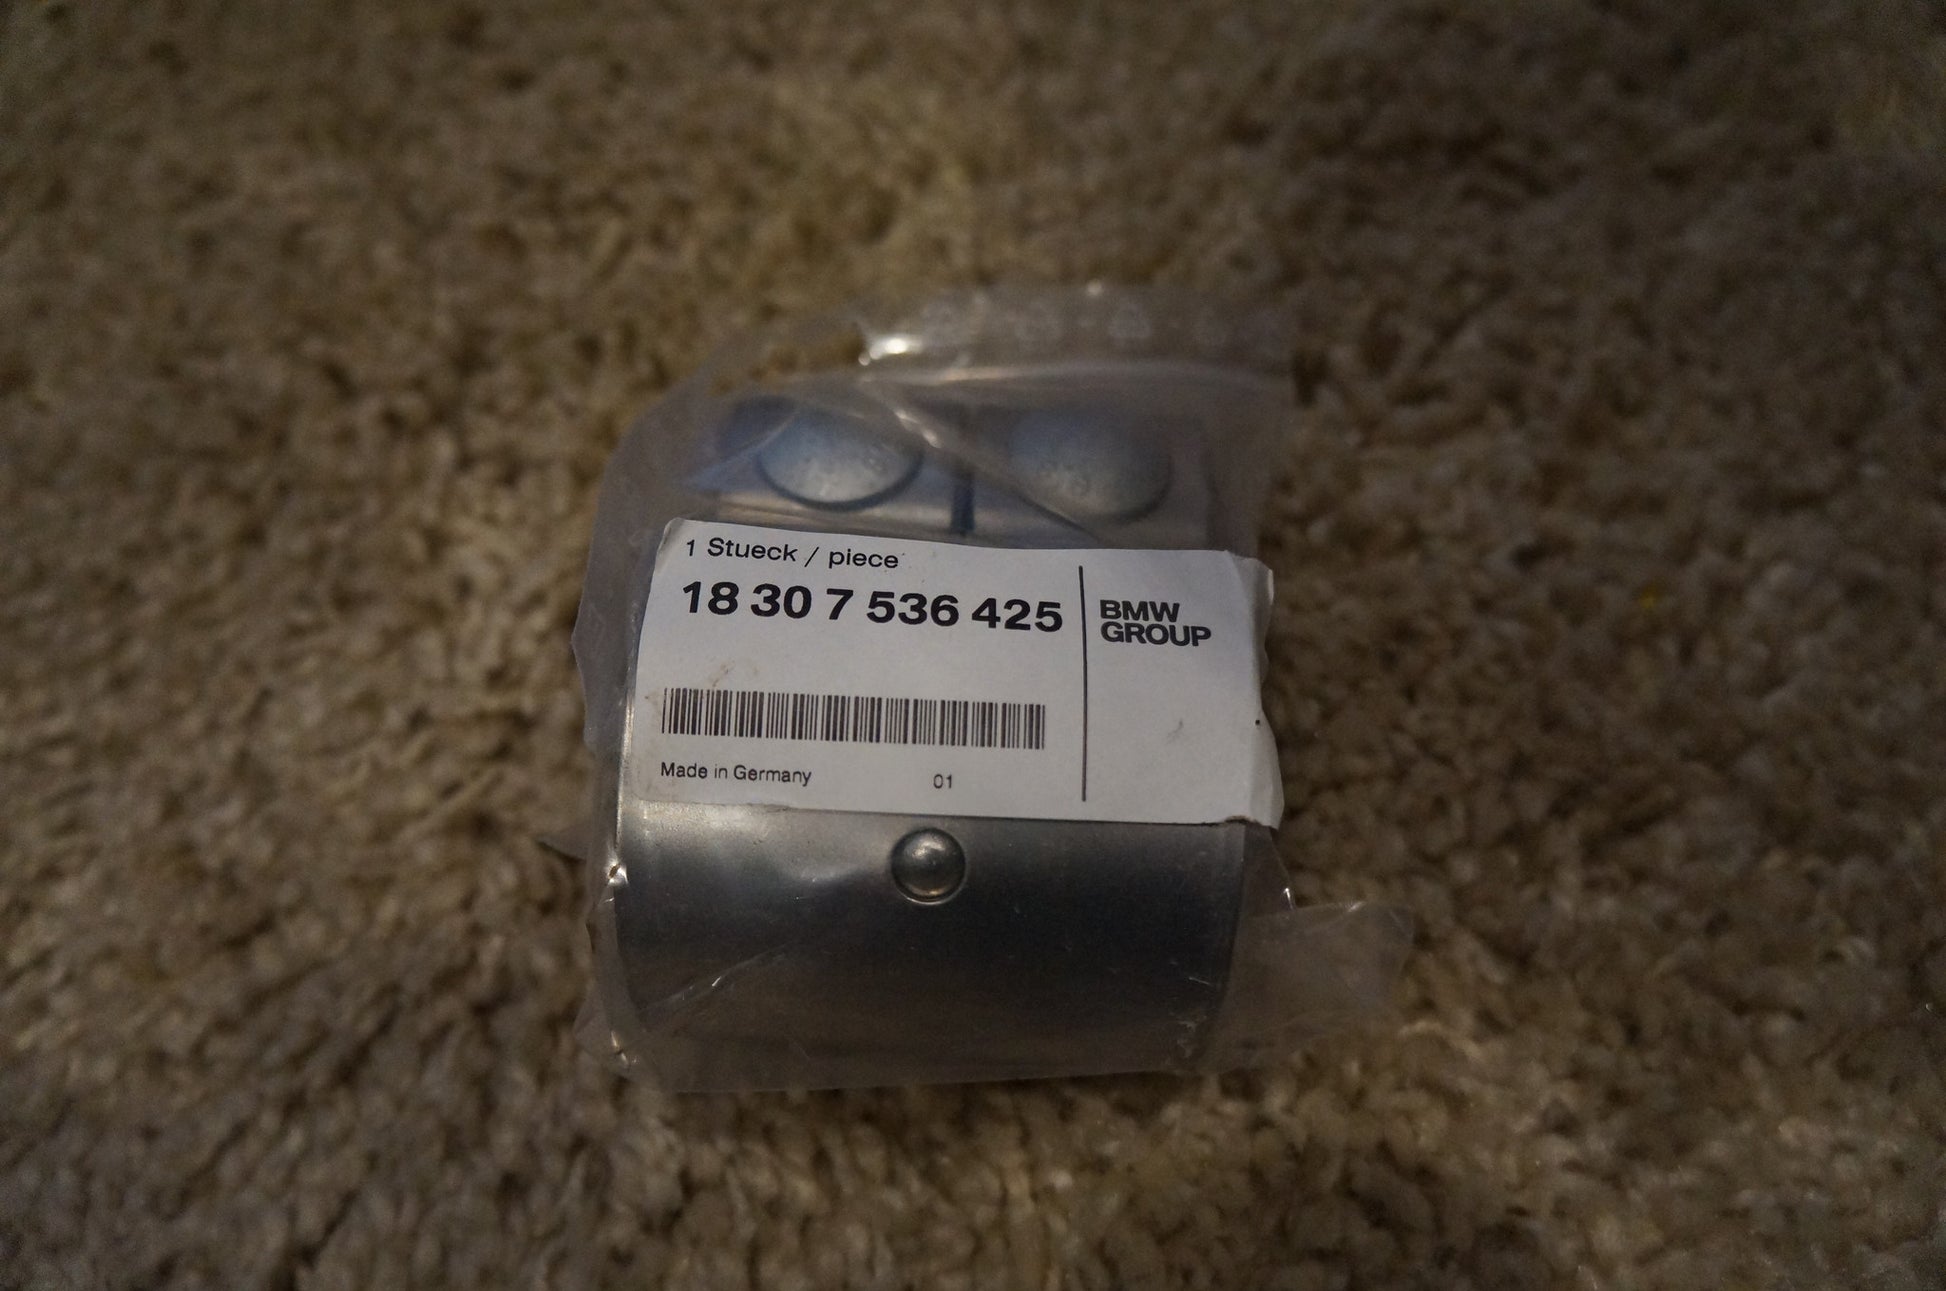 1 Stueck / piece
18 30 7 536 425
BMW
GROUP
Made in Germany
01